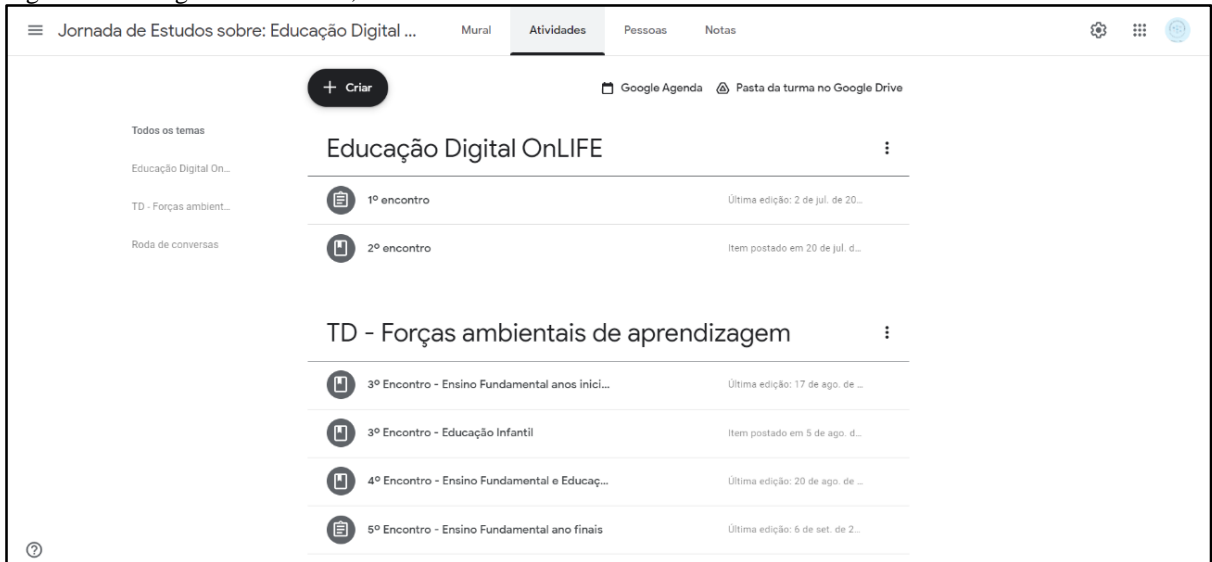 Jornada de Estudos sobre: Educação Digital ... Mural Atividades Pessoas Notas
+ Criar Google Agenda Pasta da turma no Google Drive
Todos os temas
Educação Digital On...
TD - Forças ambient...
Roda de conversas
Educação Digital OnLIFE
1º encontro Última edição: 2 de jul. de 20...
2º encontro Item postado em 20 de jul. d...
TD - Forças ambientais de aprendizagem
3º Encontro - Ensino Fundamental anos inici... Última edição: 17 de ago. de ...
3º Encontro - Educação Infantil Item postado em 5 de ago. d...
4º Encontro - Ensino Fundamental e Educaç... Última edição: 20 de ago. de ...
5º Encontro - Ensino Fundamental ano finais Última edição: 6 de set. de 2...